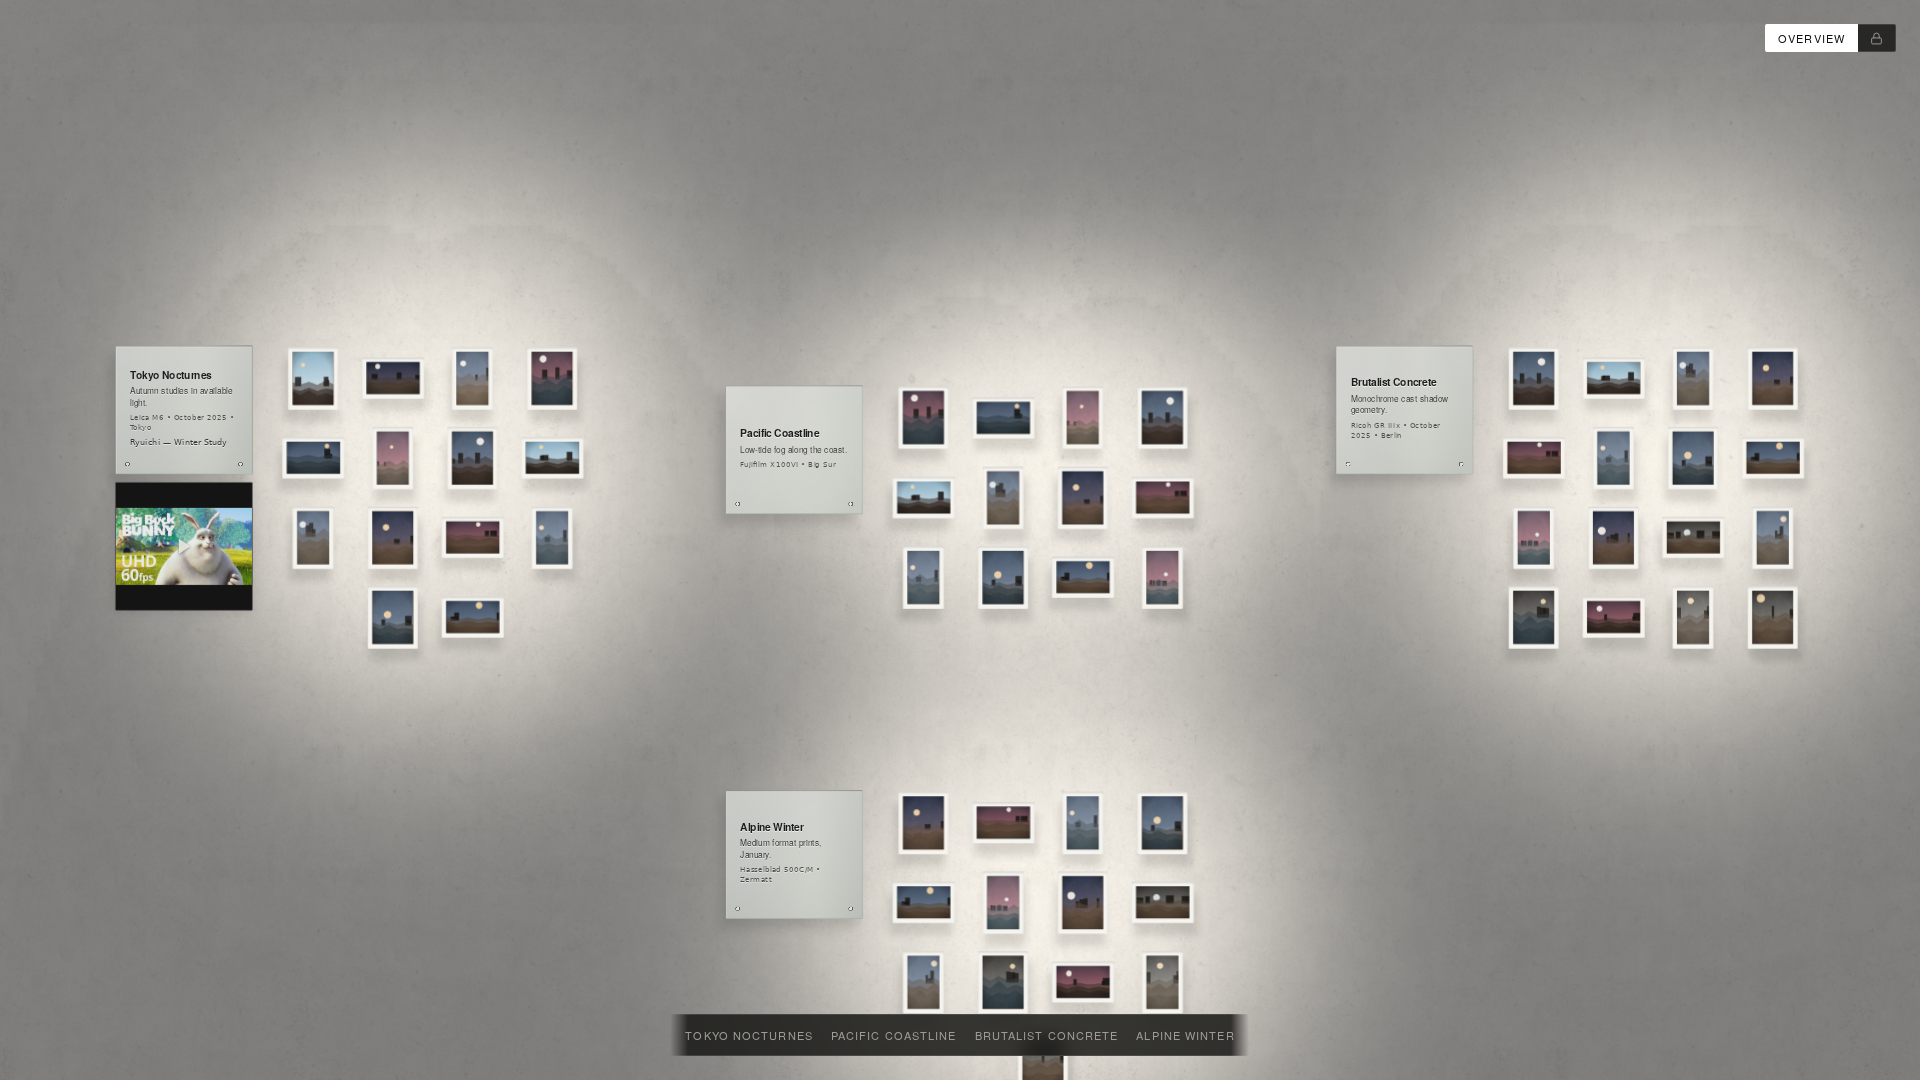 OVERVIEW
Tokyo Nocturnes
Autumn studies in available
light.
Leica M6 • October 2025 •
Tokyo
Ryuichi — Winter Study
Big Buck
BUNNY
UHD
60fps
Pacific Coastline
Low-tide fog along the coast.
Fujifilm X100VI • Big Sur
Brutalist Concrete
Monochrome cast shadow
geometry.
Ricoh GR IIIx • October
2025 • Berlin
Alpine Winter
Medium format prints,
January.
Hasselblad 500C/M •
Zermatt
TOKYO NOCTURNES PACIFIC COASTLINE BRUTALIST CONCRETE ALPINE WINTER